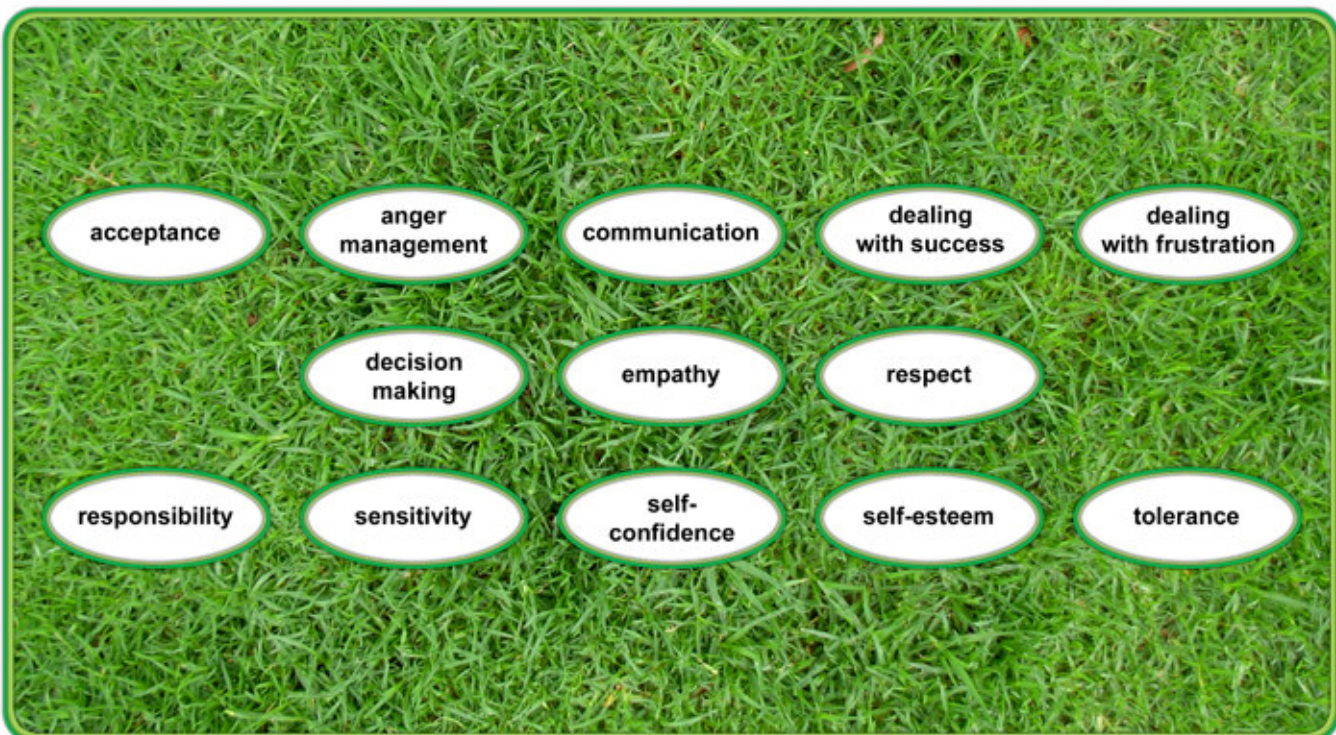 acceptance
anger
management
communication
dealing
with success
dealing
with frustration
decision
making
empathy
respect
responsibility
sensitivity
self-
confidence
self-esteem
tolerance